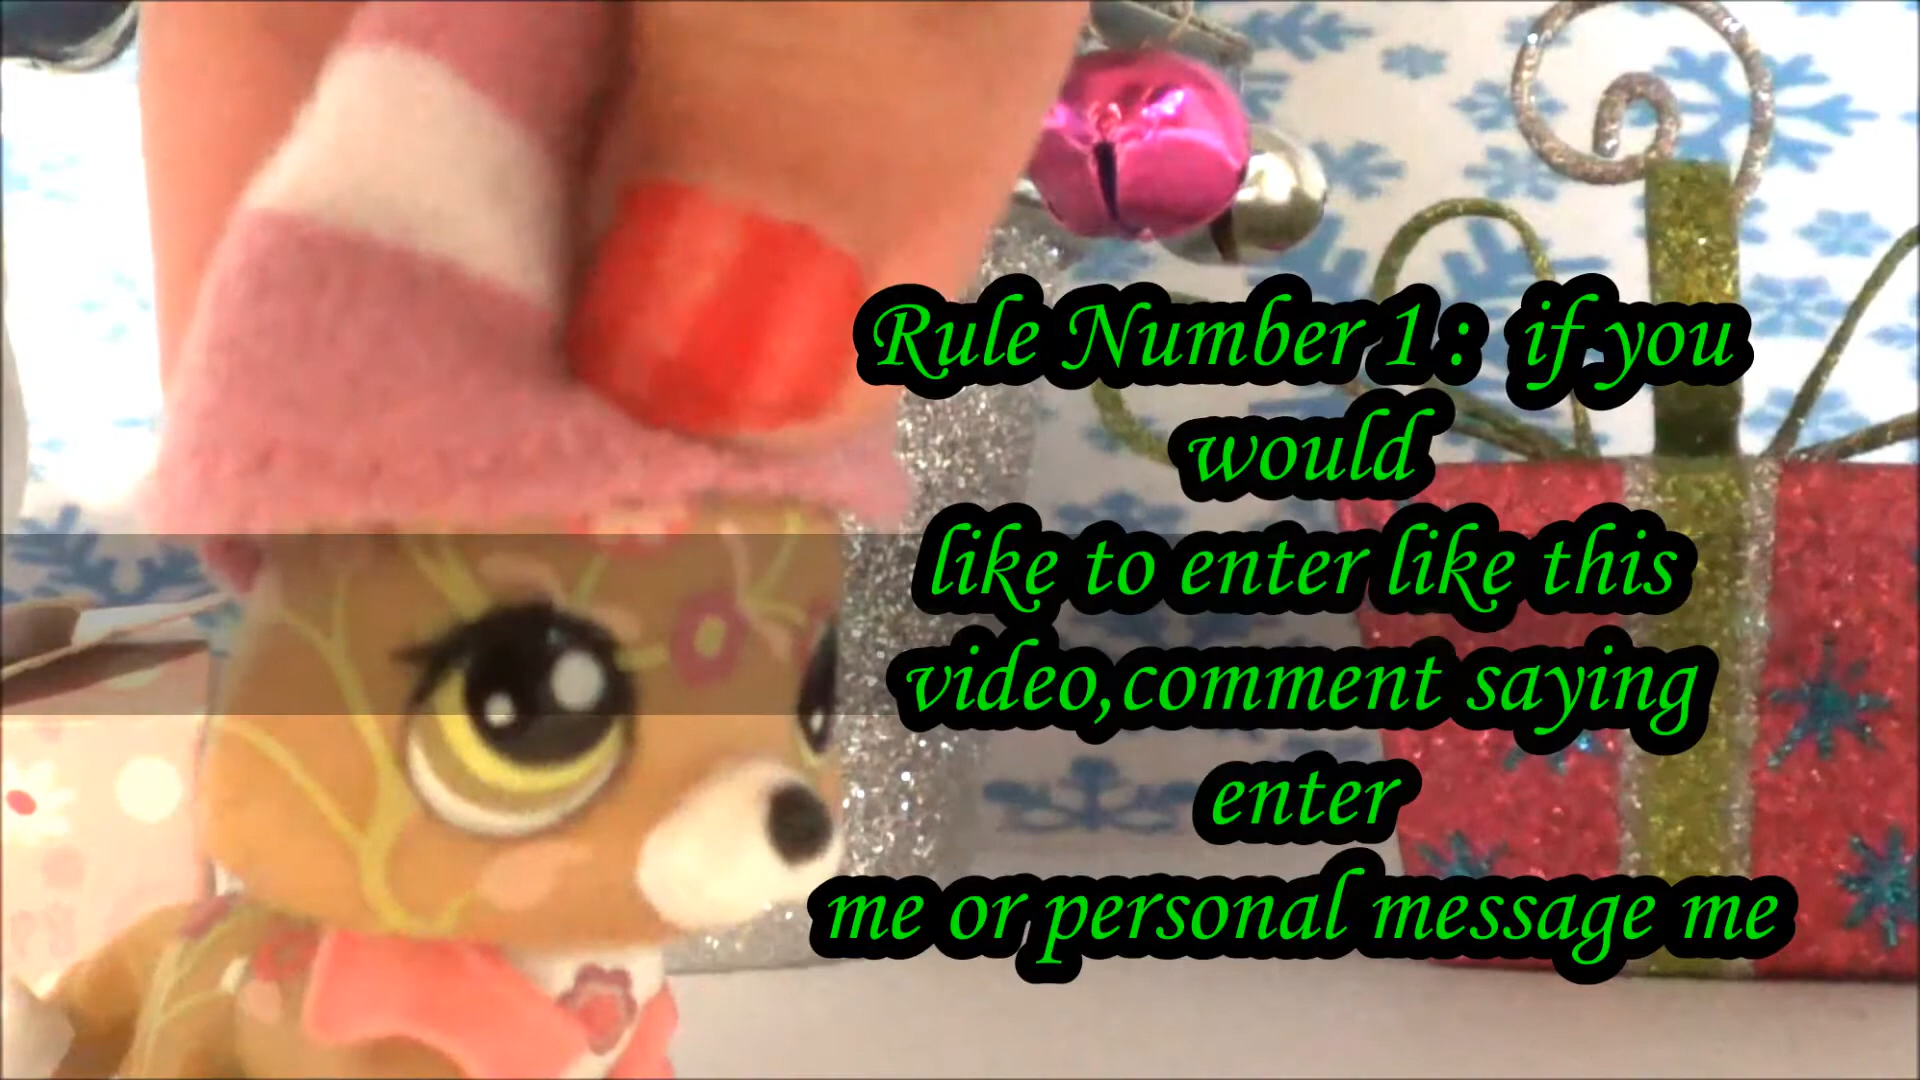 Rule Number 1 : if you
would
like to enter like this
video,comment saying
enter
me or personal message me